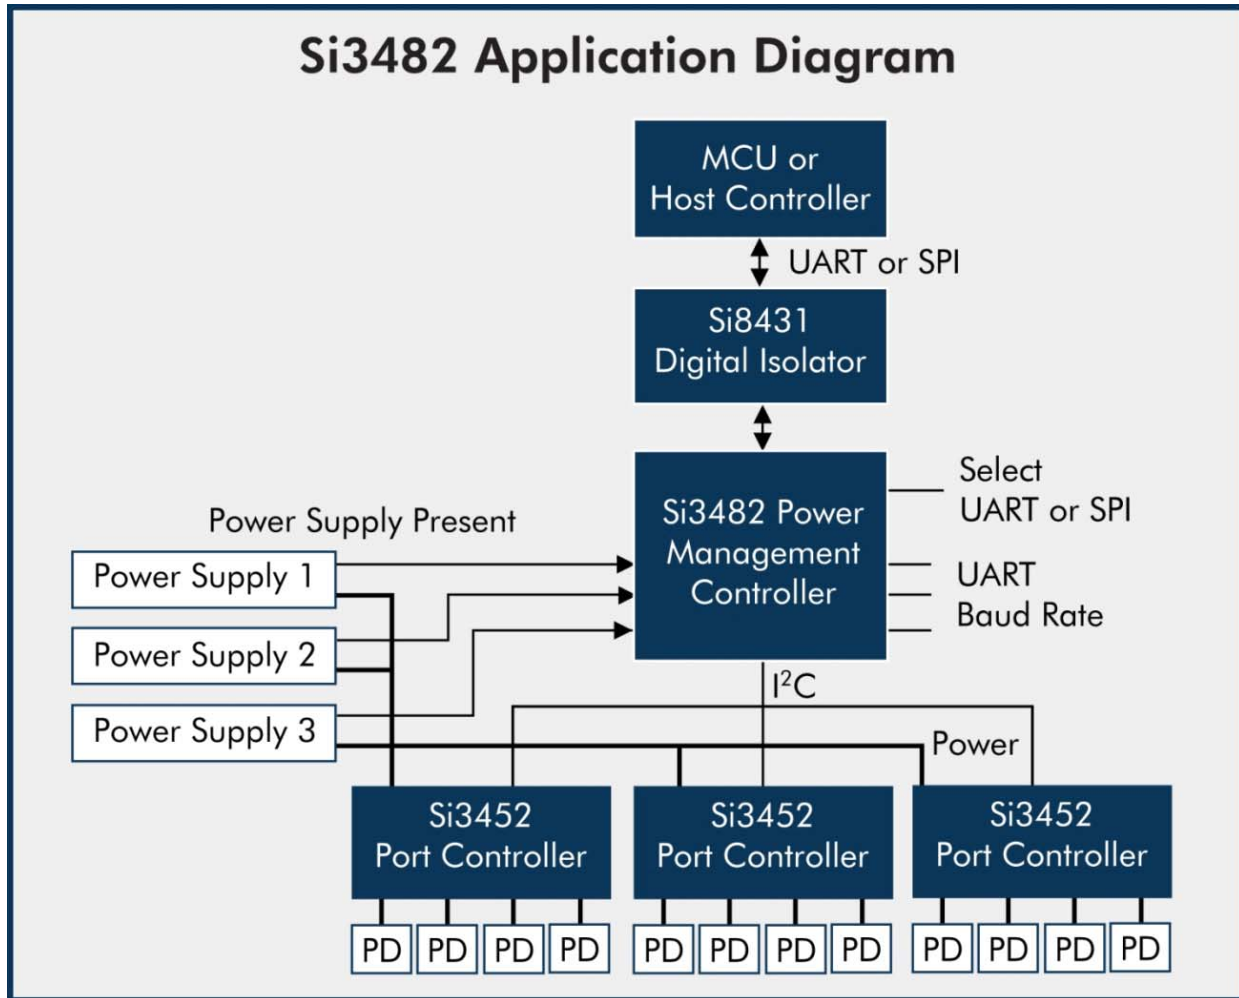 Si3482 Application Diagram
MCU or
Host Controller
UART or SPI
Si8431
Digital Isolator
Select
UART or SPI
Si3482 Power
Management
Controller
UART
Baud Rate
Power Supply Present
Power Supply 1
Power Supply 2
Power Supply 3
I²C
Power
Si3452
Port Controller
Si3452
Port Controller
Si3452
Port Controller
PD PD PD PD
PD PD PD PD
PD PD PD PD